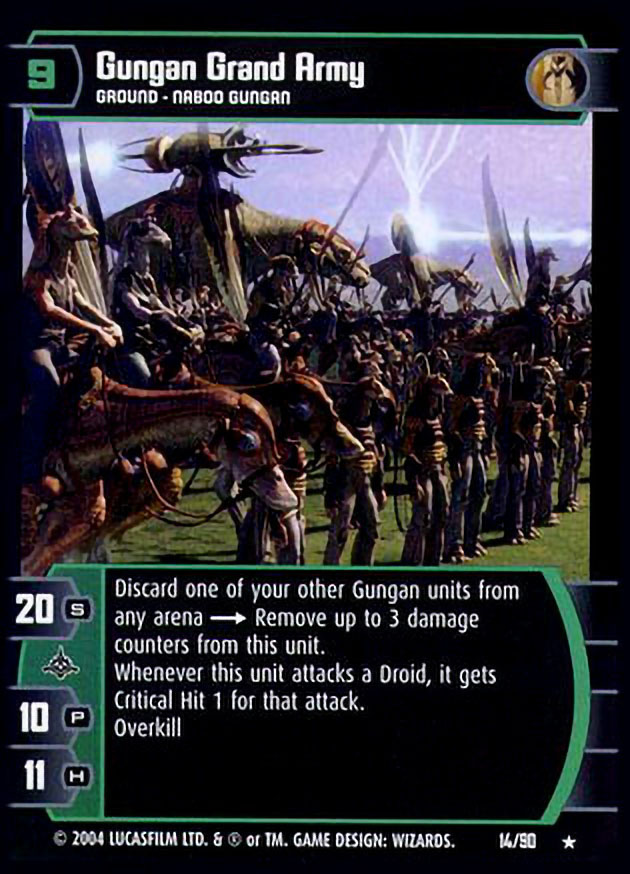 9
Gungan Grand Army
GROUND - NABOO GUNGAN
20 S
10 P
11 H
Discard one of your other Gungan units from
any arena → Remove up to 3 damage
counters from this unit.
Whenever this unit attacks a Droid, it gets
Critical Hit 1 for that attack.
Overkill
© 2004 LUCASFILM LTD. & ® or TM. GAME DESIGN: WIZARDS. 14/90 ★